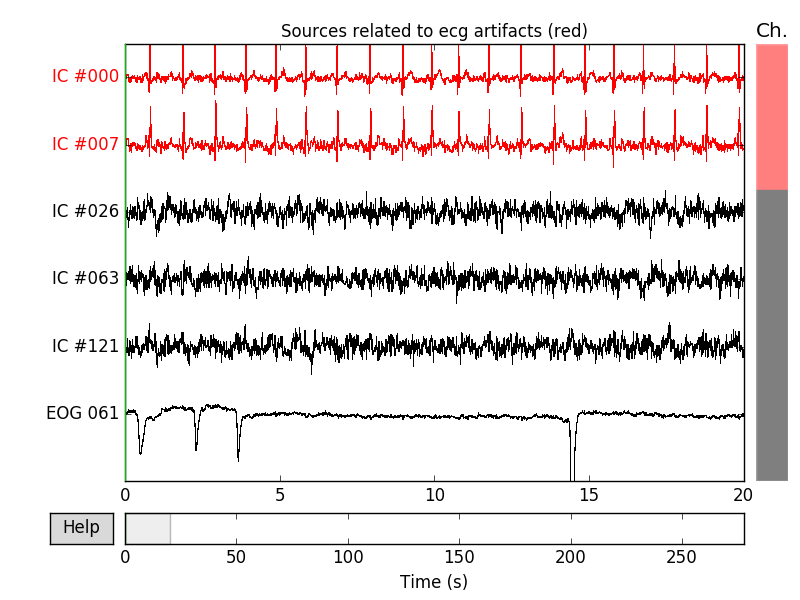 Sources related to ecg artifacts (red)
Ch.
IC #000
IC #007
IC #026
IC #063
IC #121
EOG 061
0 5 10 15 20
Help
0 50 100 150 200 250
Time (s)